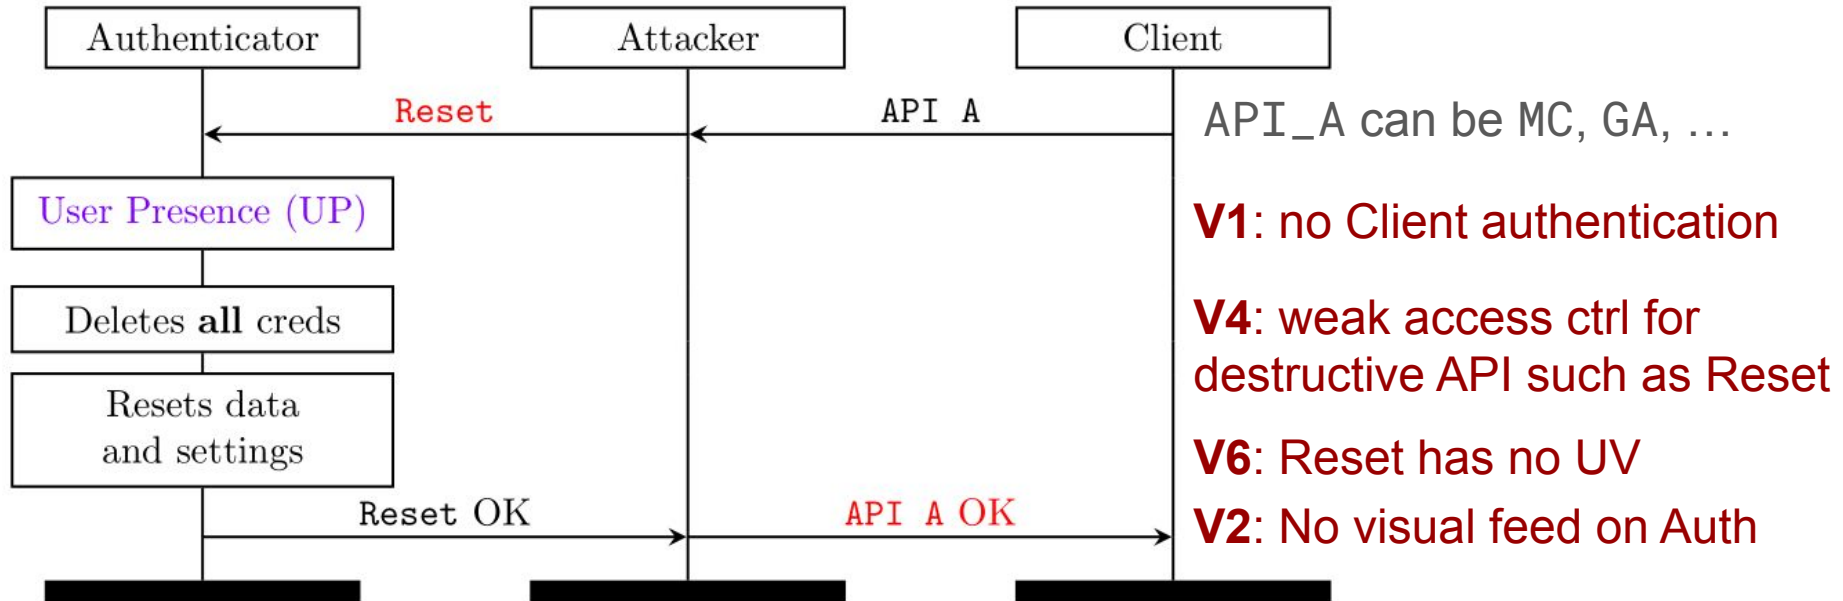 Authenticator
Attacker
Client
Reset
API A
API_A can be MC, GA, …
User Presence (UP)
V1: no Client authentication
Deletes all creds
V4: weak access ctrl for
destructive API such as Reset
Resets data
and settings
V6: Reset has no UV
Reset OK
API A OK
V2: No visual feed on Auth